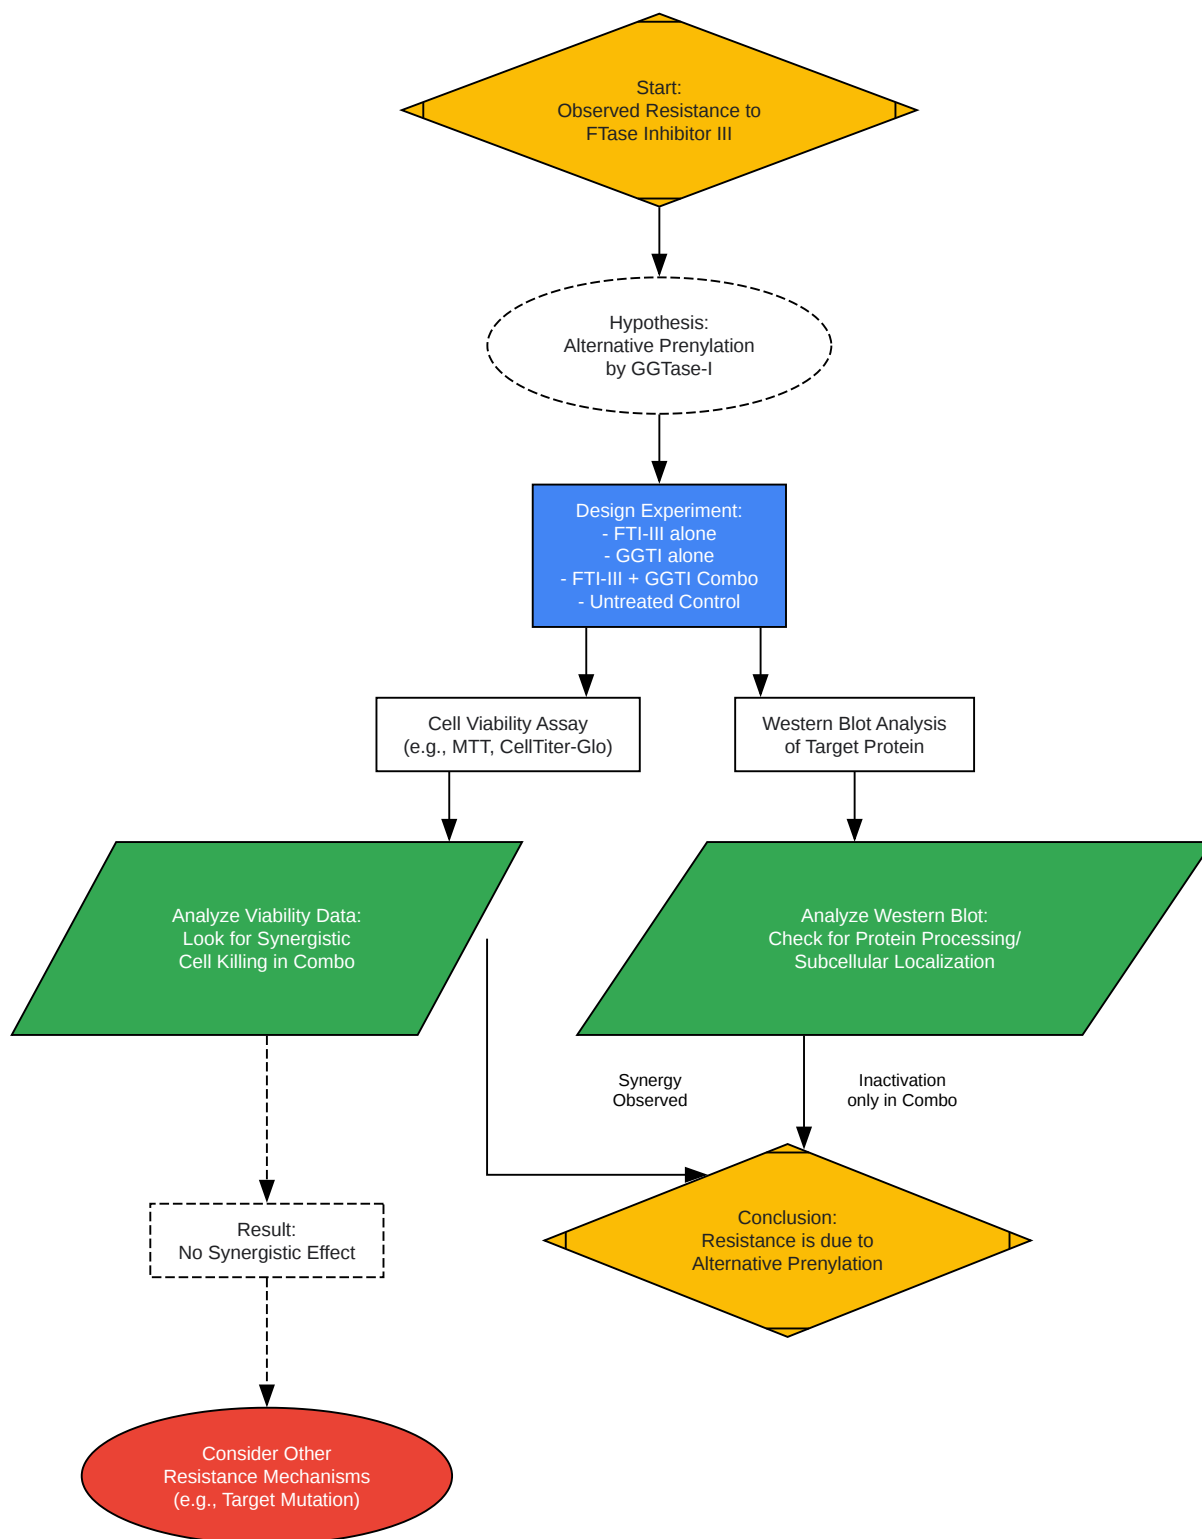 Start:
Observed Resistance to
FTase Inhibitor III
Hypothesis:
Alternative Prenylation
by GGTase-I
Design Experiment:
- FTI-III alone
- GGTI alone
- FTI-III + GGTI Combo
- Untreated Control
Cell Viability Assay
(e.g., MTT, CellTiter-Glo)
Western Blot Analysis
of Target Protein
Analyze Viability Data:
Look for Synergistic
Cell Killing in Combo
Analyze Western Blot:
Check for Protein Processing/
Subcellular Localization
Synergy
Observed
Inactivation
only in Combo
Result:
No Synergistic Effect
Conclusion:
Resistance is due to
Alternative Prenylation
Consider Other
Resistance Mechanisms
(e.g., Target Mutation)